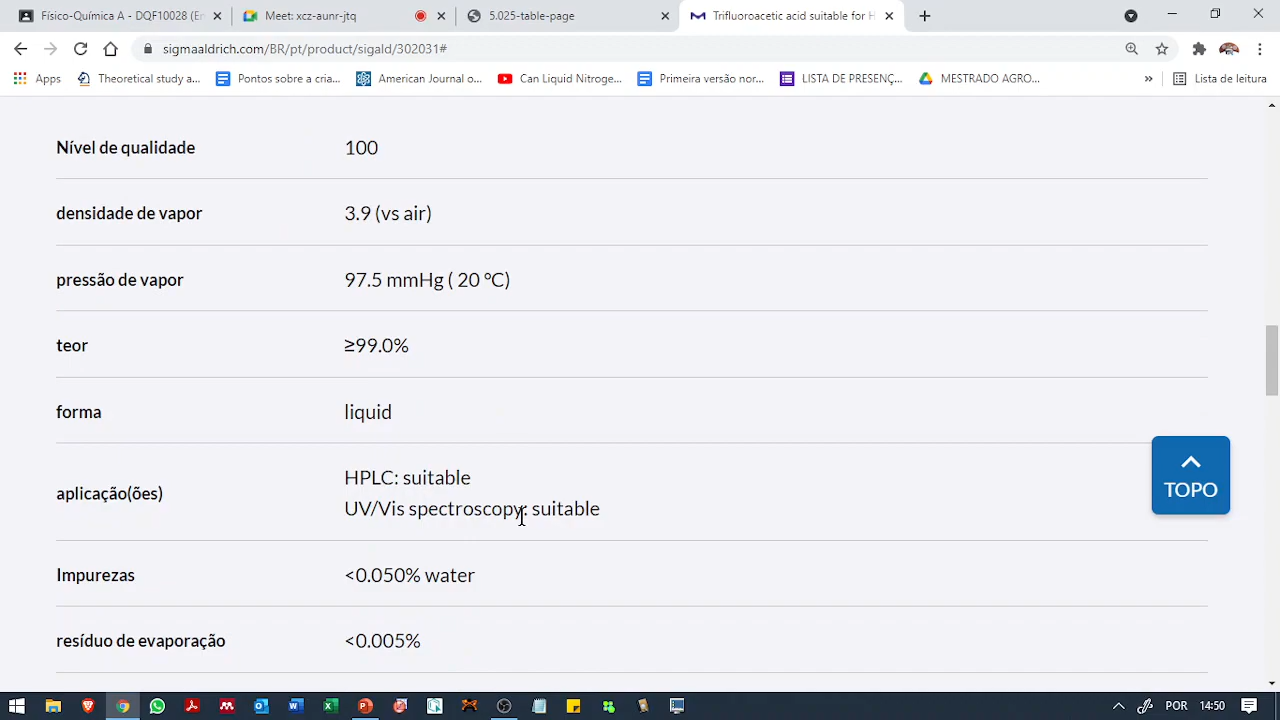 Físico-Química A - DQF10028 (Er
Meet: xcz-aunr-jtq
5.025-table-page
Trifluoroacetic acid suitable for H
sigmaaldrich.com/BR/pt/product/sigald/302031#
Apps
Theoretical study a...
Pontos sobre a cria...
American Journal o...
Can Liquid Nitroge...
Primeira versão nor...
LISTA DE PRESENÇ...
MESTRADO AGRO...
»
Lista de leitura
Nível de qualidade 100
densidade de vapor 3.9 (vs air)
pressão de vapor 97.5 mmHg ( 20 °C)
teor ≥99.0%
forma liquid
aplicação(ões) HPLC: suitable
UV/Vis spectroscopy: suitable
TOPO
Impurezas <0.050% water
resíduo de evaporação <0.005%
POR 14:50